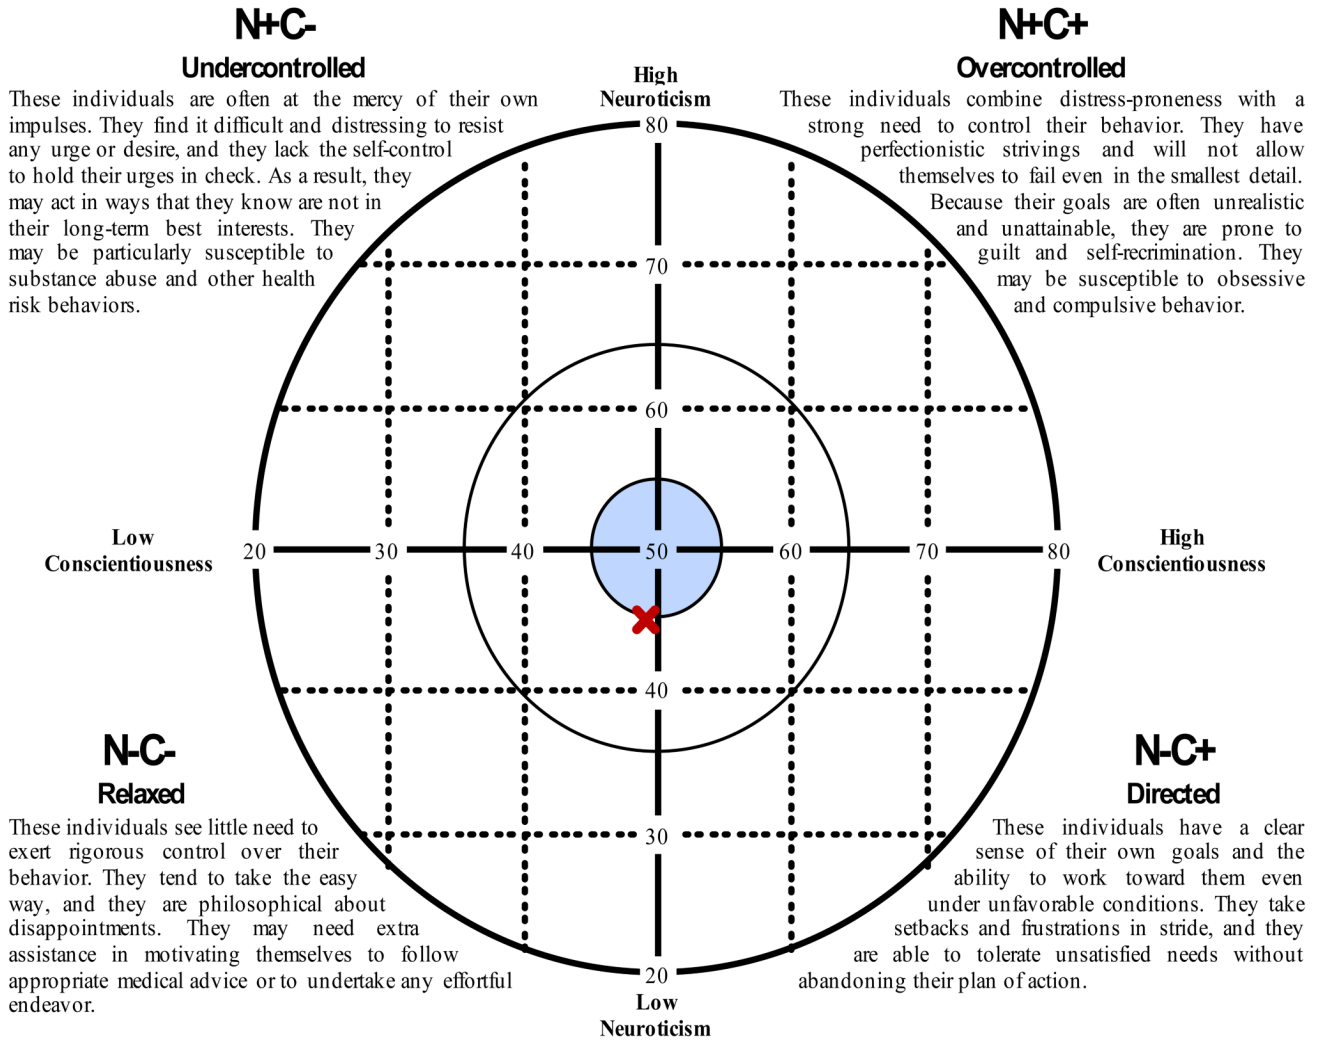 N+C-
Undercontrolled
These individuals are often at the mercy of their own
impulses. They find it difficult and distressing to resist
any urge or desire, and they lack the self-control
to hold their urges in check. As a result, they
may act in ways that they know are not in
their long-term best interests. They
may be particularly susceptible to
substance abuse and other health
risk behaviors.
N+C+
Overcontrolled
These individuals combine distress-proneness with a
strong need to control their behavior. They have
perfectionistic strivings and will not allow
themselves to fail even in the smallest detail.
Because their goals are often unrealistic
and unattainable, they are prone to
guilt and self-recrimination. They
may be susceptible to obsessive
and compulsive behavior.
High
Neuroticism
80
70
60
Low
Conscientiousness
20 30 40 50 60 70 80
High
Conscientiousness
40
30
20
Low
Neuroticism
N-C-
Relaxed
These individuals see little need to
exert rigorous control over their
behavior. They tend to take the easy
way, and they are philosophical about
disappointments. They may need extra
assistance in motivating themselves to follow
appropriate medical advice or to undertake any effortful
endeavor.
N-C+
Directed
These individuals have a clear
sense of their own goals and the
ability to work toward them even
under unfavorable conditions. They take
setbacks and frustrations in stride, and they
are able to tolerate unsatisfied needs without
abandoning their plan of action.